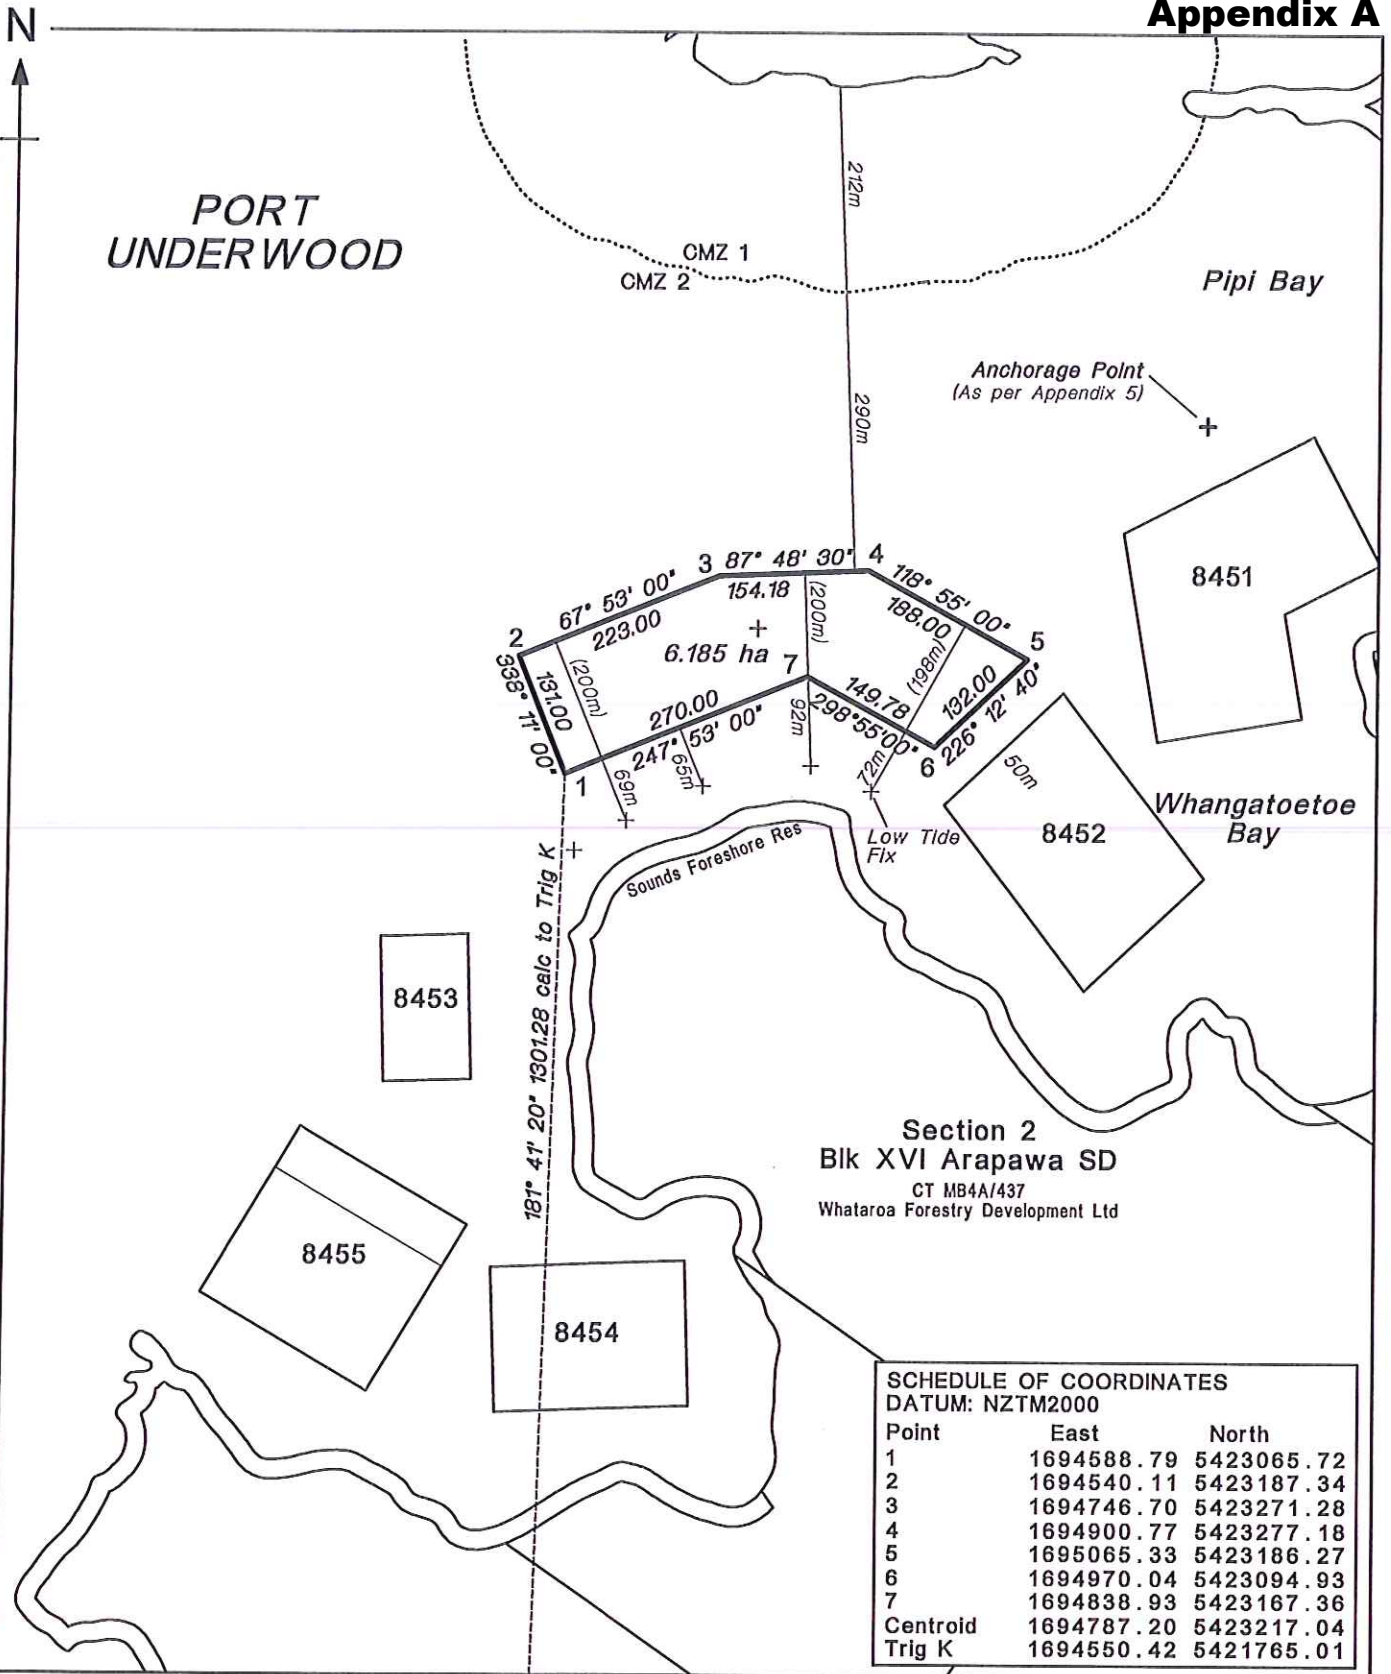 Appendix A
N
PORT
UNDERWOOD
212m
CMZ 1
CMZ 2
Pipi Bay
Anchorage Point
(As per Appendix 5)
290m
8451
3 87° 48' 30" 4
154.18
67° 53' 00"
223.00
118° 55' 00"
188.00
2
5
338° 11' 00"
131.00
(200m)
6.185 ha
(200m)
7
(198m)
132.00
226° 12' 40"
149.78
298°55'00"
270.00
247° 53' 00"
1
6
69m
65m
92m
72m
50m
8452
Whangatoetoe
Bay
Low Tide
Fix
Sounds Foreshore Res
181° 41' 20" 1301.28 calc to Trig K
8453
Section 2
Blk XVI Arapawa SD
CT MB4A/437
Whataroa Forestry Development Ltd
8455
8454
SCHEDULE OF COORDINATES
DATUM: NZTM2000
Point East North
1 1694588.79 5423065.72
2 1694540.11 5423187.34
3 1694746.70 5423271.28
4 1694900.77 5423277.18
5 1695065.33 5423186.27
6 1694970.04 5423094.93
7 1694838.93 5423167.36
Centroid 1694787.20 5423217.04
Trig K 1694550.42 5421765.01